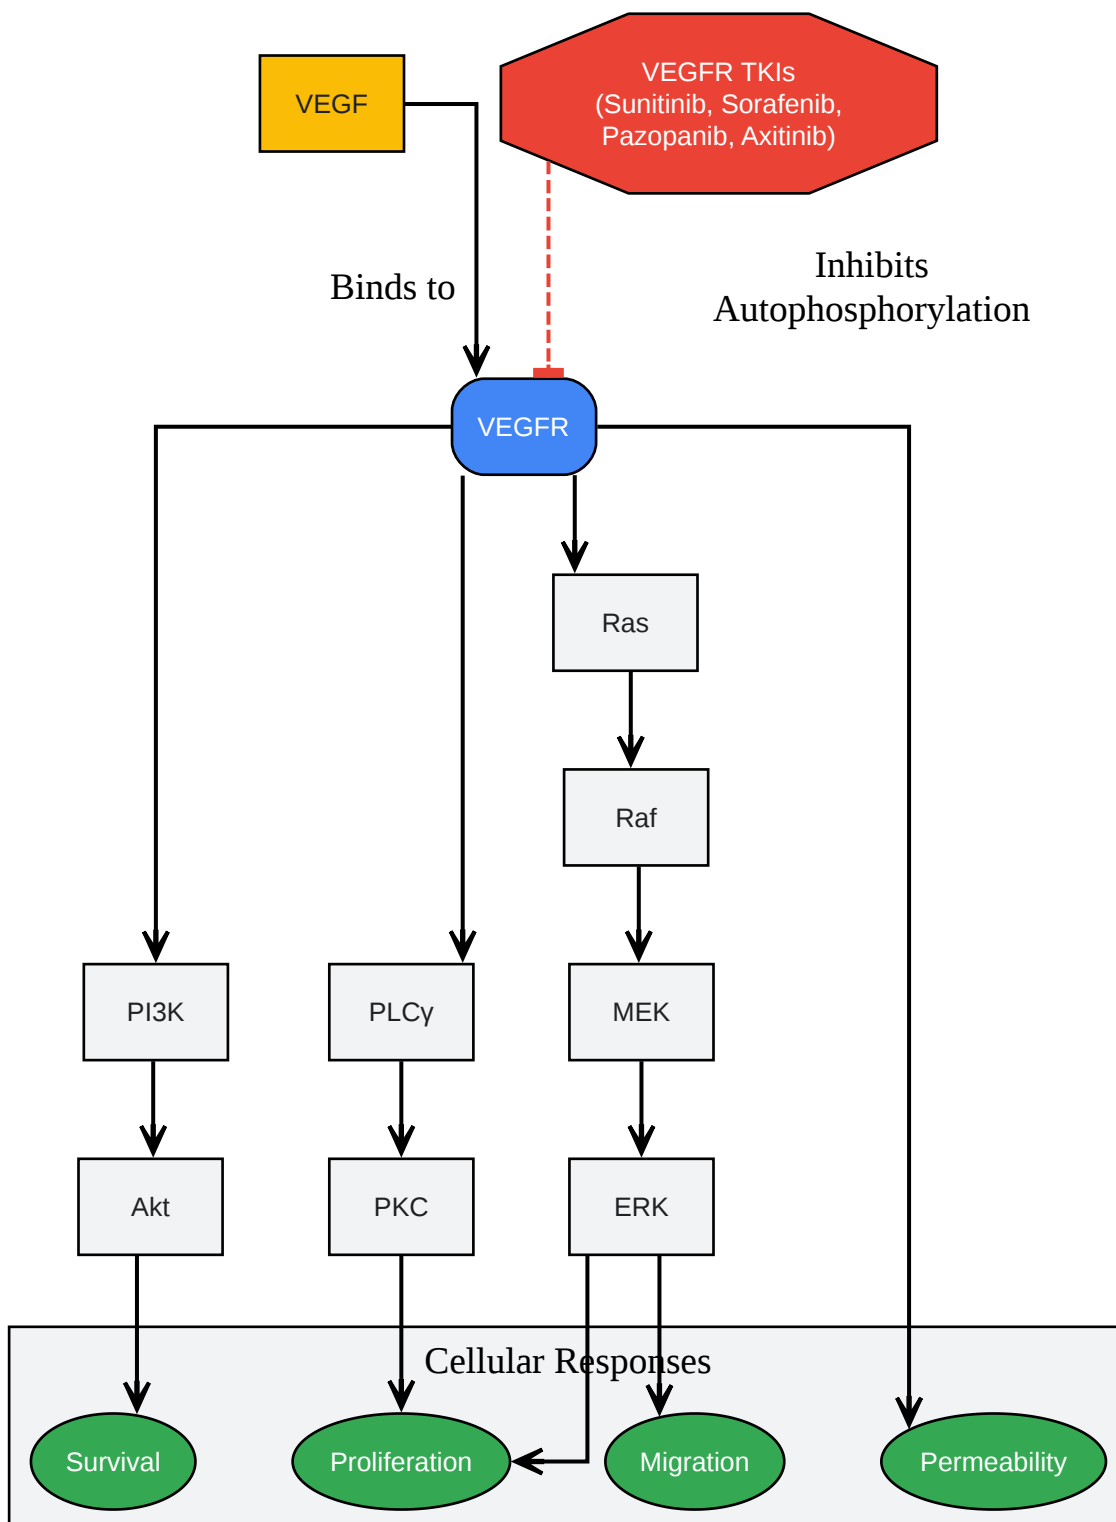 VEGF
VEGFR TKIs
(Sunitinib, Sorafenib,
Pazopanib, Axitinib)
Binds to
Inhibits
Autophosphorylation
VEGFR
Ras
Raf
PI3K
PLCγ
MEK
Akt
PKC
ERK
Cellular Responses
Survival
Proliferation
Migration
Permeability